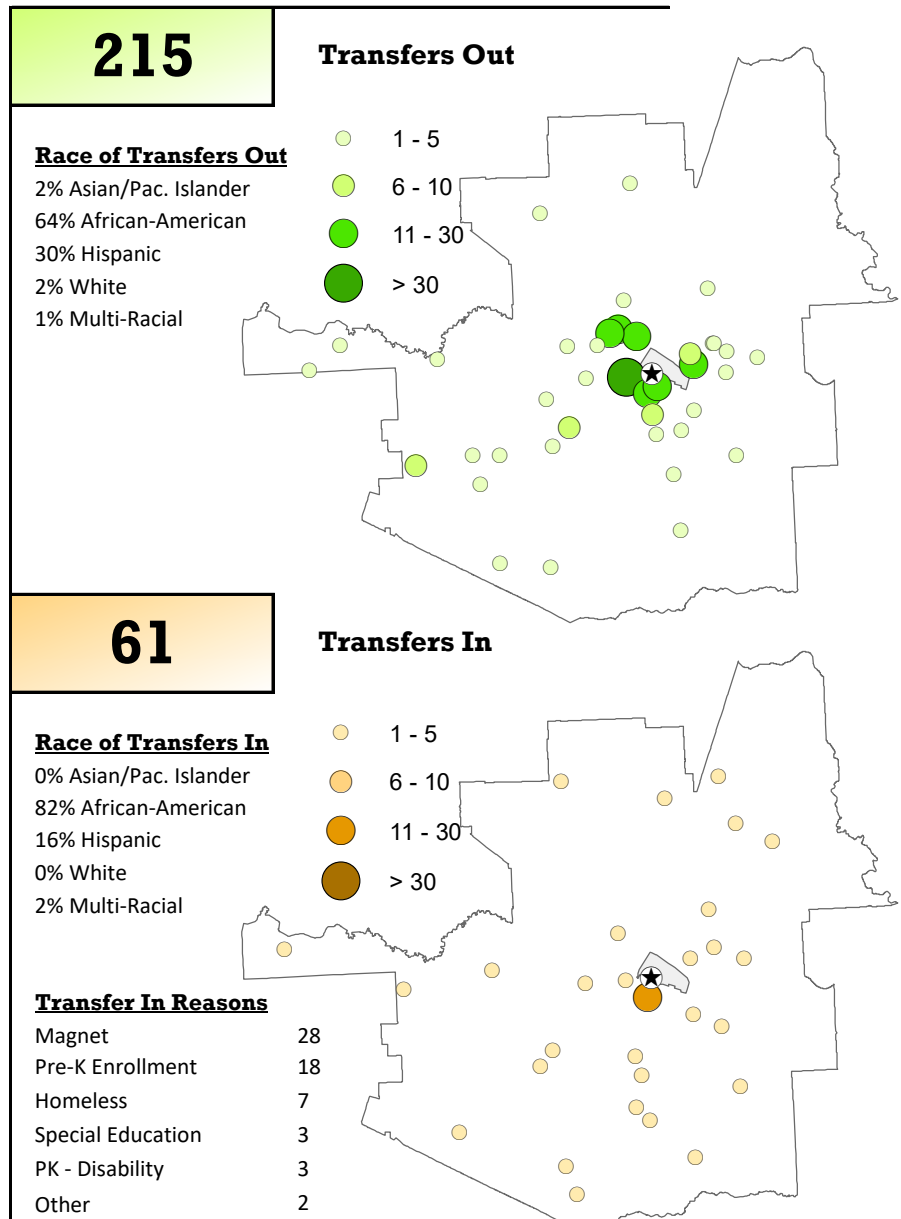 215
Transfers Out
Race of Transfers Out
2% Asian/Pac. Islander
64% African-American
30% Hispanic
2% White
1% Multi-Racial
1 - 5
6 - 10
11 - 30
> 30
61
Transfers In
Race of Transfers In
0% Asian/Pac. Islander
82% African-American
16% Hispanic
0% White
2% Multi-Racial
1 - 5
6 - 10
11 - 30
> 30
Transfer In Reasons
Magnet 28
Pre-K Enrollment 18
Homeless 7
Special Education 3
PK - Disability 3
Other 2